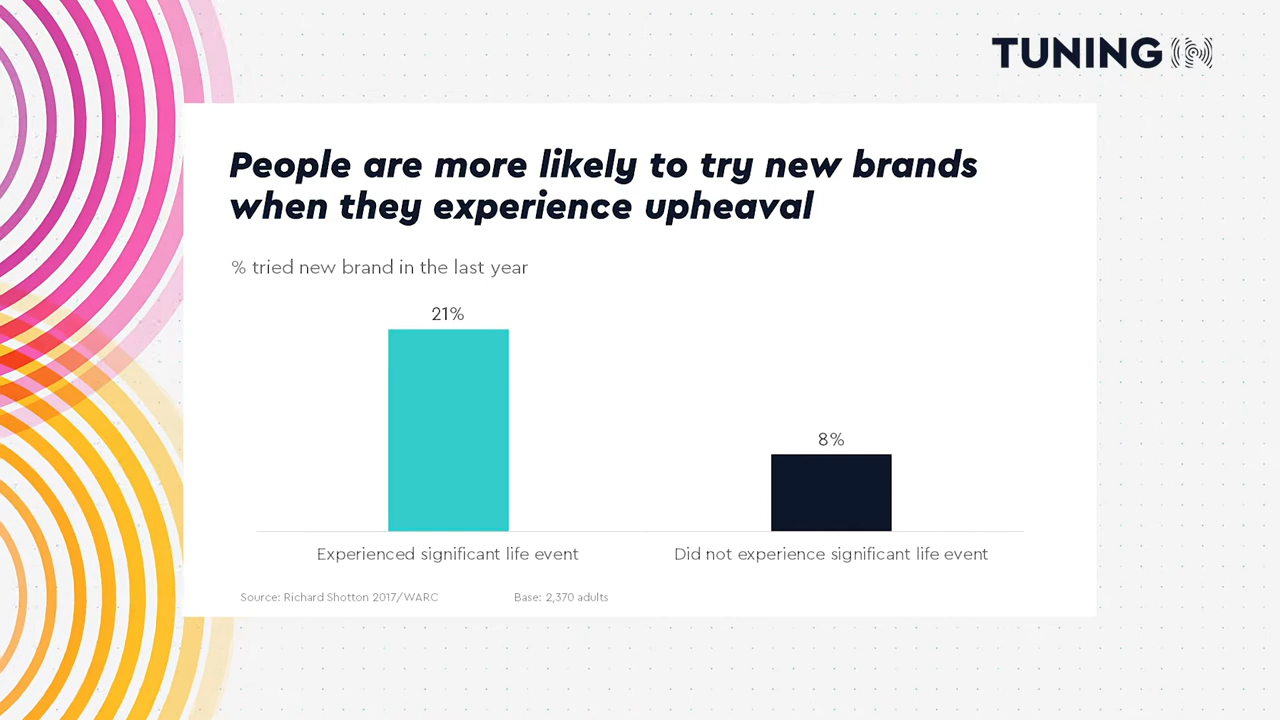 TUNING IN
People are more likely to try new brands
when they experience upheaval
% tried new brand in the last year
21%
8%
Experienced significant life event
Did not experience significant life event
Source: Richard Shotton 2017/WARC
Base: 2,370 adults